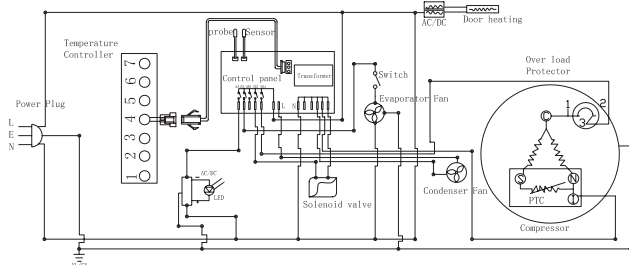 AC/DC
Door heating
probe
Sensor
Temperature
Controller
Transformer
Control panel
Switch
Over load
Protector
Evaporator Fan
Power Plug
L
E
N
7
6
5
4
3
2
1
L
N
1
2
3
AC/DC
LED
Solenoid valve
Condenser Fan
S
PTC
Compressor